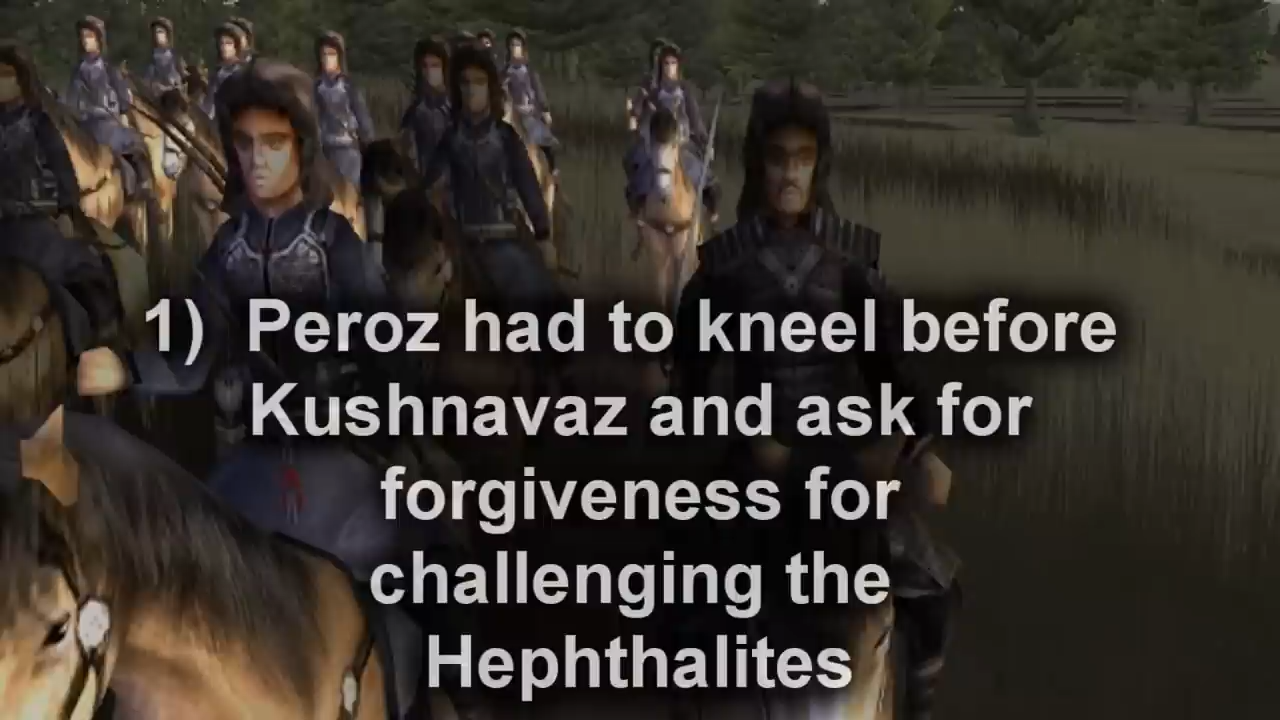 1) Peroz had to kneel before
Kushnavaz and ask for
forgiveness for
challenging the
Hephthalites